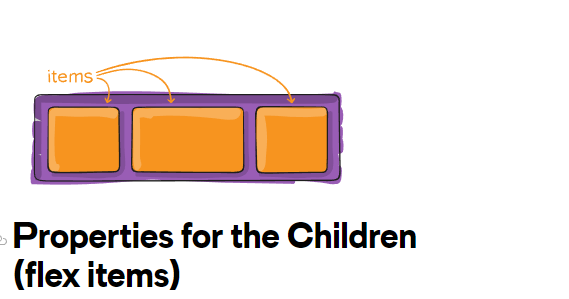 items
Properties for the Children
(flex items)